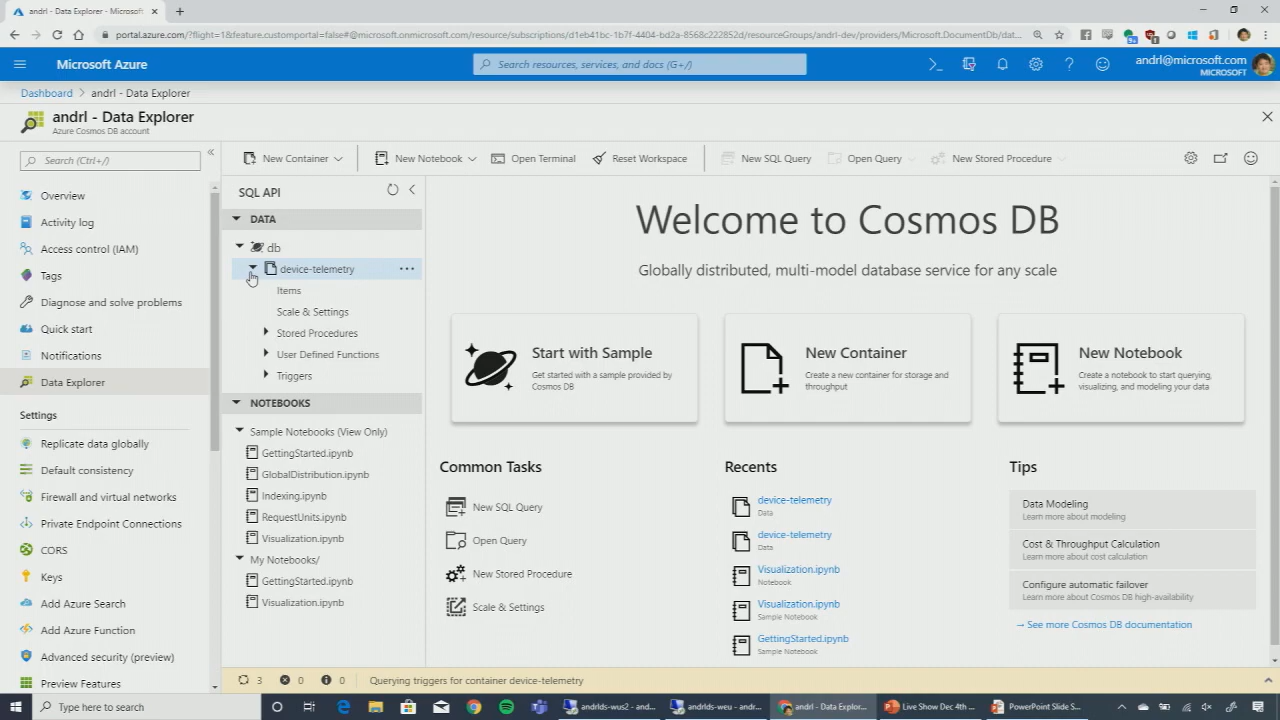 andrl - Data Explorer - Microsoft
portal.azure.com/?flight=1&feature.customportal=false#@microsoft.onmicrosoft.com/resource/subscriptions/d1eb41bc-1b7f-4404-bd2a-8568c222852d/resourceGroups/andrl-dev/providers/Microsoft.DocumentDb/dat...
Microsoft Azure
Search resources, services, and docs (G+/)
andrl@microsoft.com
MICROSOFT
Dashboard > andrl - Data Explorer
andrl - Data Explorer
Azure Cosmos DB account
Search (Ctrl+/)
Overview
Activity log
Access control (IAM)
Tags
Diagnose and solve problems
Quick start
Notifications
Data Explorer
Settings
Replicate data globally
Default consistency
Firewall and virtual networks
Private Endpoint Connections
CORS
Keys
Add Azure Search
Add Azure Function
Advanced security (preview)
Preview Features
New Container
New Notebook
Open Terminal
Reset Workspace
New SQL Query
Open Query
New Stored Procedure
SQL API
DATA
db
device-telemetry
Items
Scale & Settings
Stored Procedures
User Defined Functions
Triggers
NOTEBOOKS
Sample Notebooks (View Only)
GettingStarted.ipynb
GlobalDistribution.ipynb
Indexing.ipynb
RequestUnits.ipynb
Visualization.ipynb
My Notebooks/
GettingStarted.ipynb
Visualization.ipynb
Welcome to Cosmos DB
Globally distributed, multi-model database service for any scale
Start with Sample
Get started with a sample provided by
Cosmos DB
New Container
Create a new container for storage and
throughput
New Notebook
Create a notebook to start querying,
visualizing, and modeling your data
Common Tasks
New SQL Query
Open Query
New Stored Procedure
Scale & Settings
Recents
device-telemetry
Data
device-telemetry
Data
Visualization.ipynb
Notebook
Visualization.ipynb
Sample Notebook
GettingStarted.ipynb
Sample Notebook
Tips
Data Modeling
Learn more about modeling
Cost & Throughput Calculation
Learn more about cost calculation
Configure automatic failover
Learn more about Cosmos DB high-availability
→ See more Cosmos DB documentation
3 0 0 Querying triggers for container device-telemetry
Type here to search
andrlds-wus2 - ...
andrlds-weu - ...
andrl - Data Explor...
Live Show Dec 4th ...
PowerPoint Slide S...